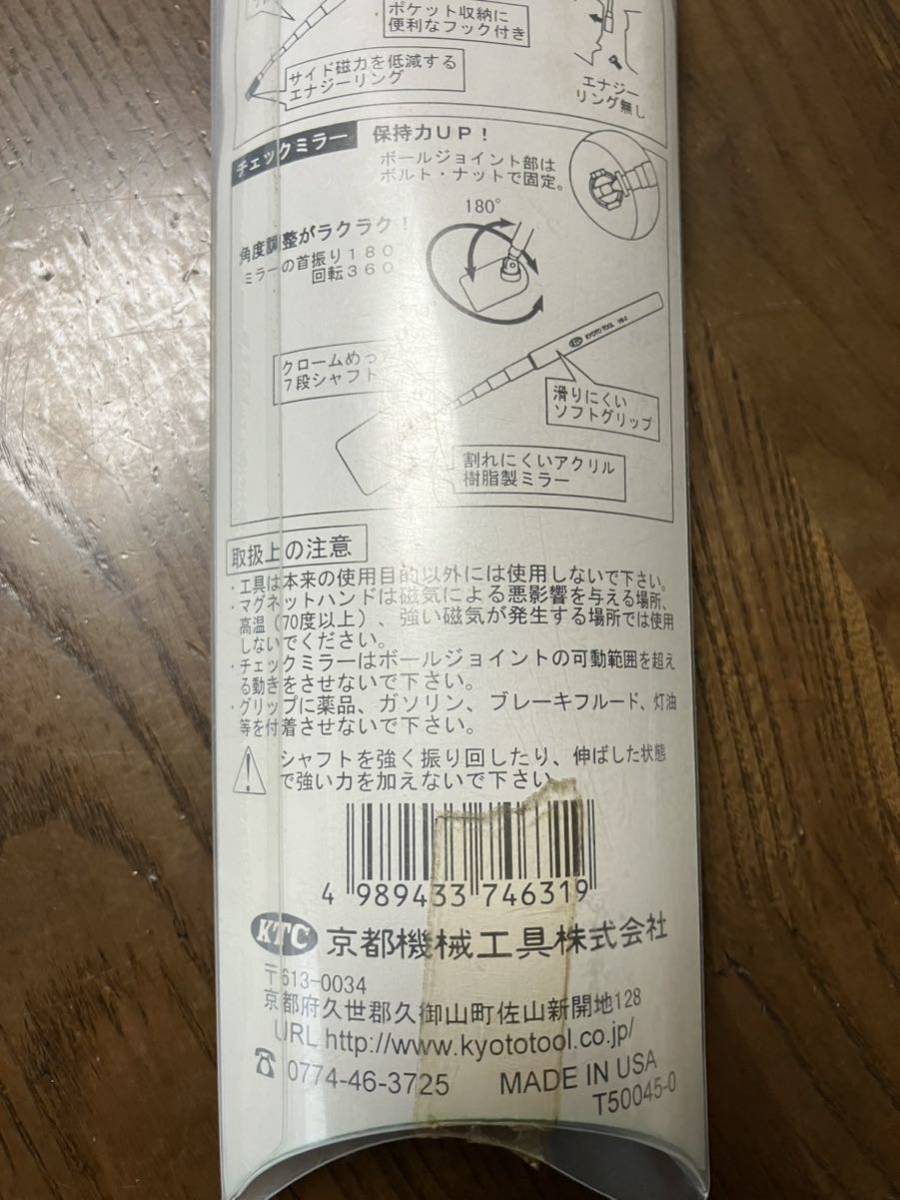 ポケット収納に
便利なフック付き
サイド磁力を低減する
エナジーリング
エナジー
リング無し
チェックミラー
保持力UP！
ボールジョイント部は
ボルト・ナットで固定。
180°
角度調整がラクラク！
ミラーの首振り１８０
回転３６０
KYOTO TOOL
クロームめっ
７段シャフト
滑りにくい
ソフトグリップ
割れにくいアクリル
樹脂製ミラー
取扱上の注意
・工具は本来の使用目的以外には使用しないで下さい。
・マグネットハンドは磁気による悪影響を与える場所、
高温（70度以上）、強い磁気が発生する場所では使用
しないでください。
・チェックミラーはボールジョイントの可動範囲を超え
る動きをさせないで下さい。
・グリップに薬品、ガソリン、ブレーキフルード、灯油
等を付着させないで下さい。
シャフトを強く振り回したり、伸ばした状態
で強い力を加えないで下さい
4 989433 746319
KTC 京都機械工具株式会社
〒613-0034
京都府久世郡久御山町佐山新開地128
URL http://www.kyototool.co.jp/
☎ 0774-46-3725 MADE IN USA
T50045-0